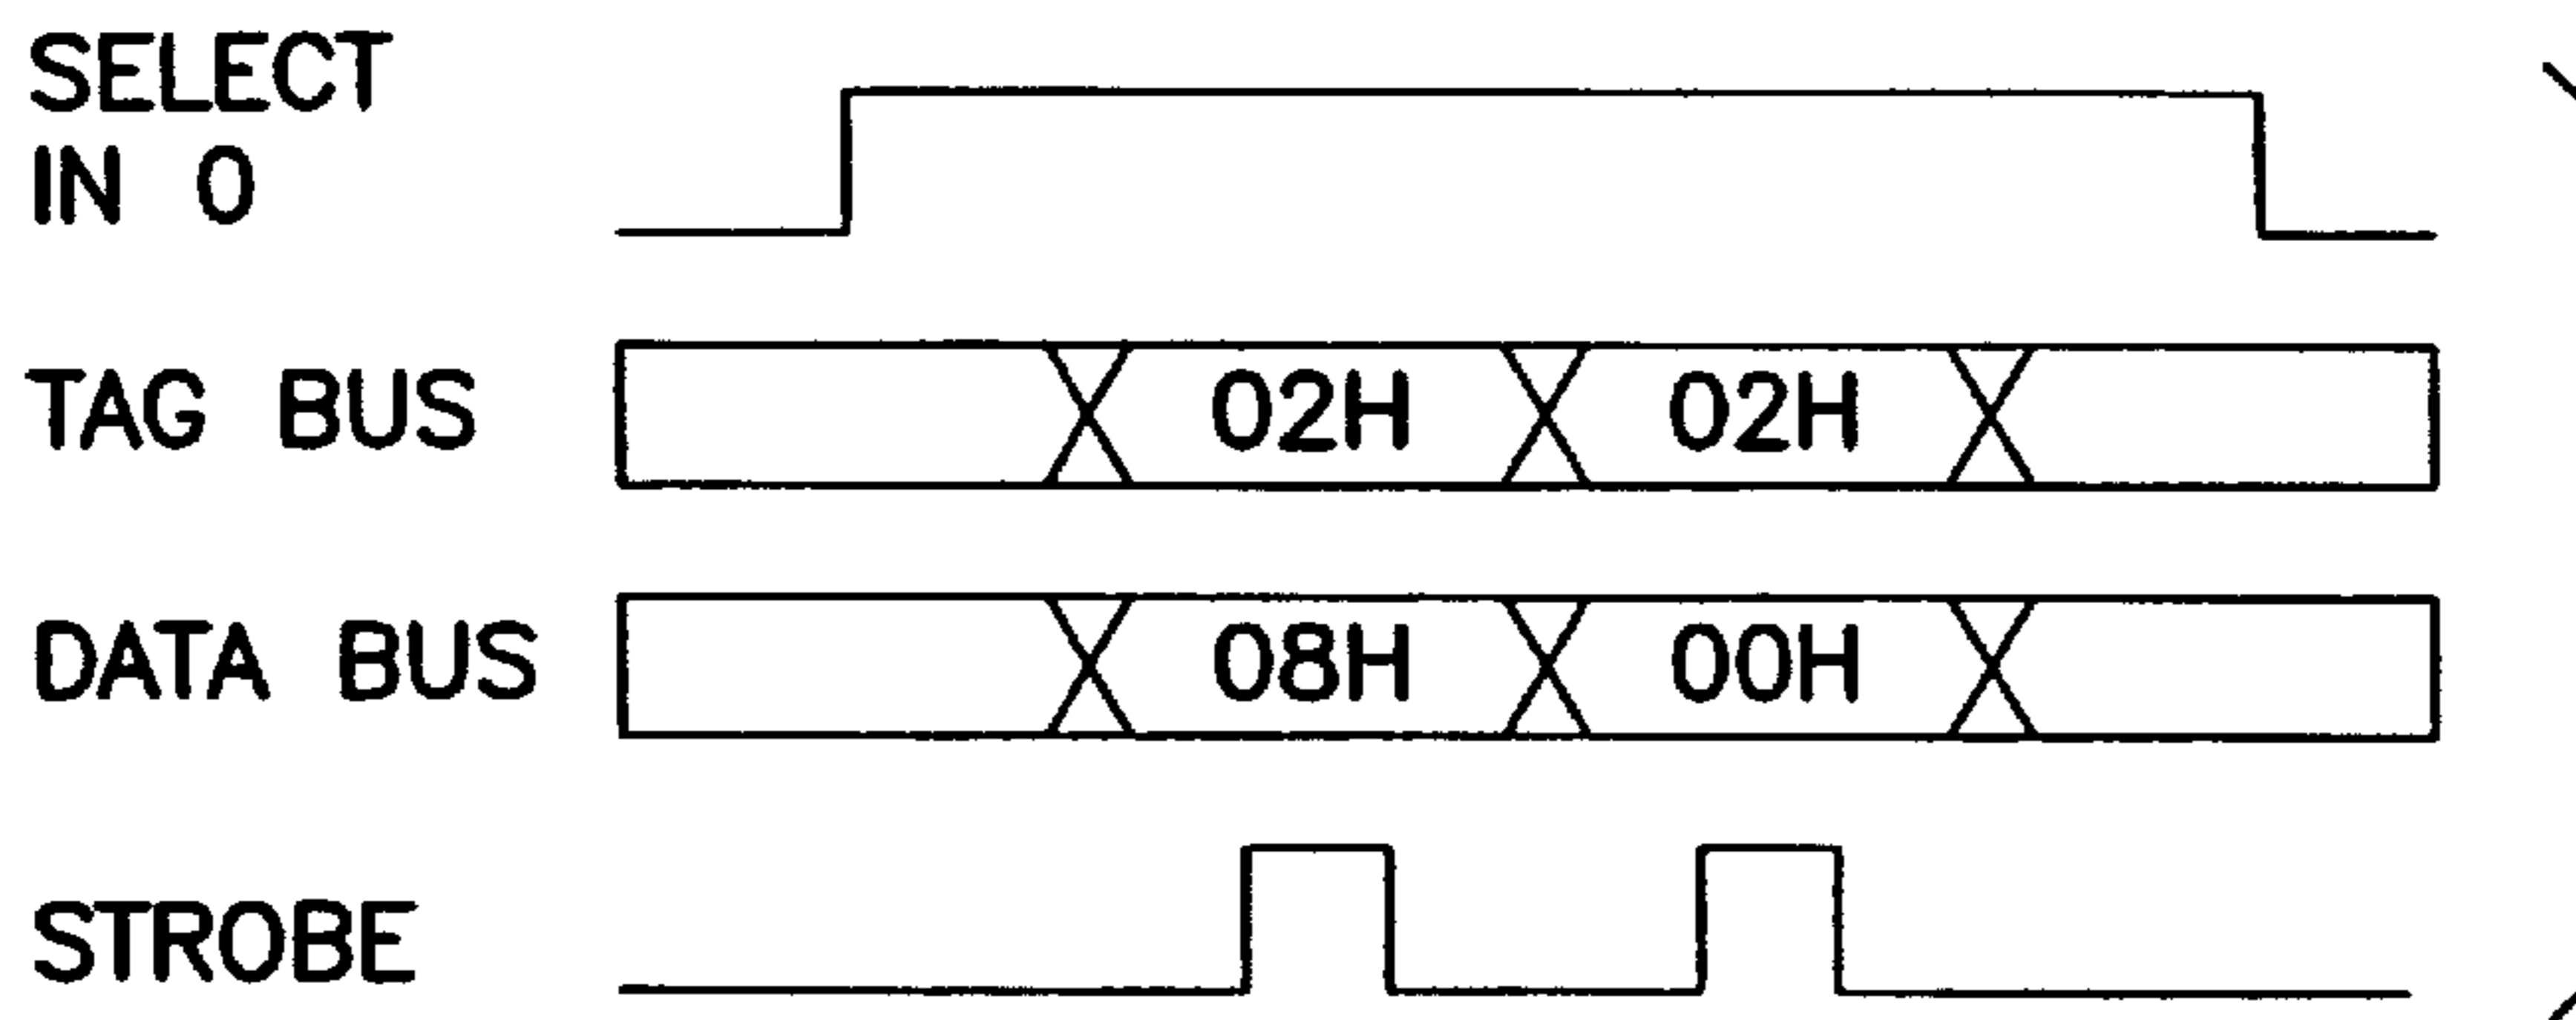 SELECT
IN 0
TAG BUS 02H 02H
DATA BUS 08H 00H
STROBE